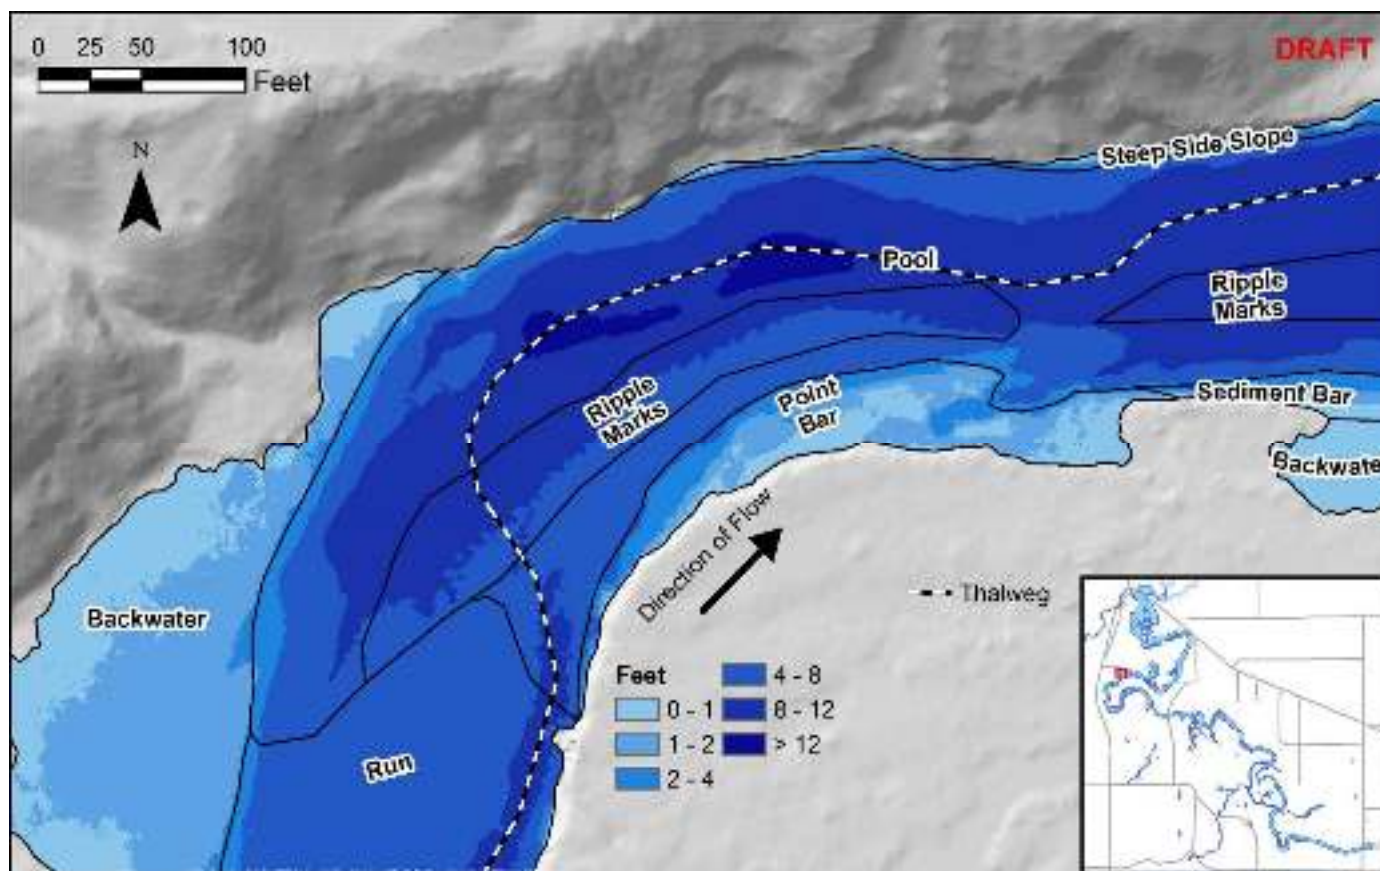 0 25 50 100
Feet
DRAFT
N
Steep Side Slope
Pool
Ripple
Marks
Ripple
Marks
Point
Bar
Sediment Bar
Backwater
Direction of Flow
Thalweg
Backwater
Run
Feet
0 - 1
1 - 2
2 - 4
4 - 8
8 - 12
> 12